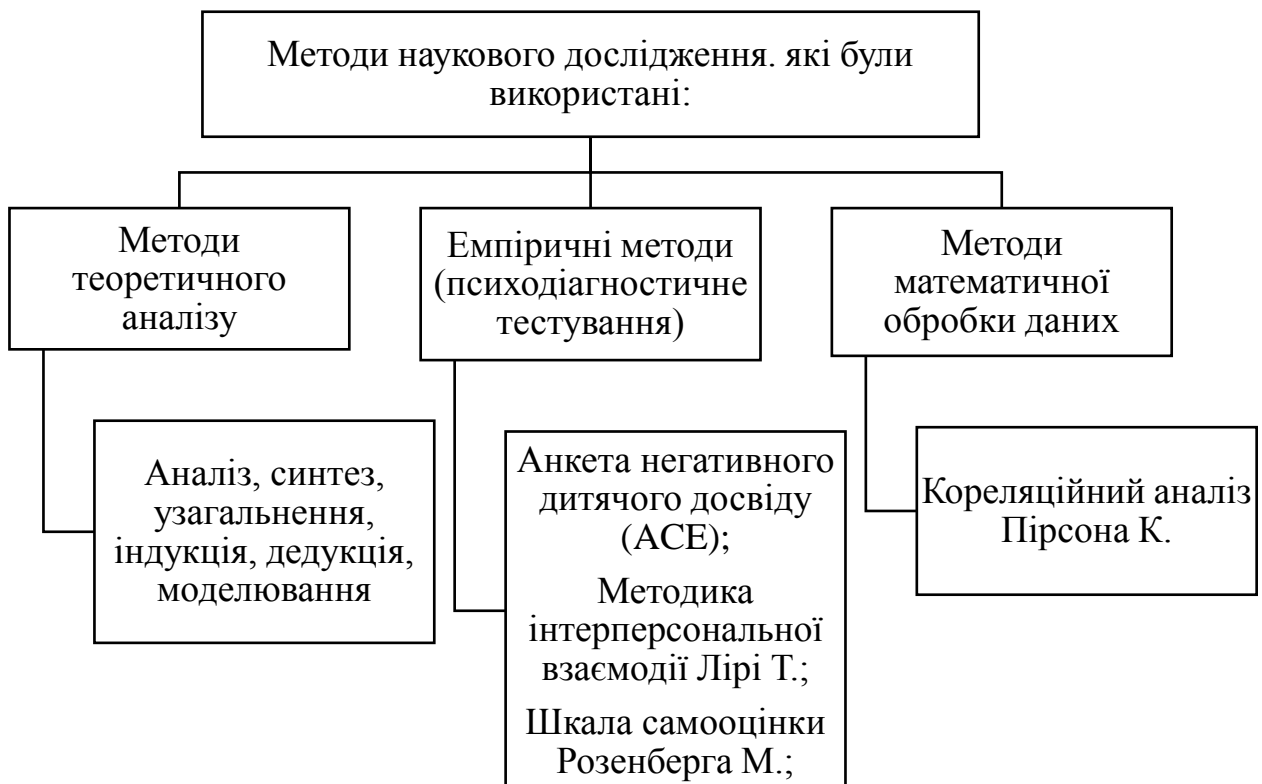 Методи наукового дослідження. які були
використані:
Методи
теоретичного
аналізу
Емпіричні методи
(психодіагностичне
тестування)
Методи
математичної
обробки даних
Аналіз, синтез,
узагальнення,
індукція, дедукція,
моделювання
Анкета негативного
дитячого досвіду
(ACE);
Методика
інтерперсональної
взаємодії Лірі Т.;
Шкала самооцінки
Розенберга М.;
Кореляційний аналіз
Пірсона К.